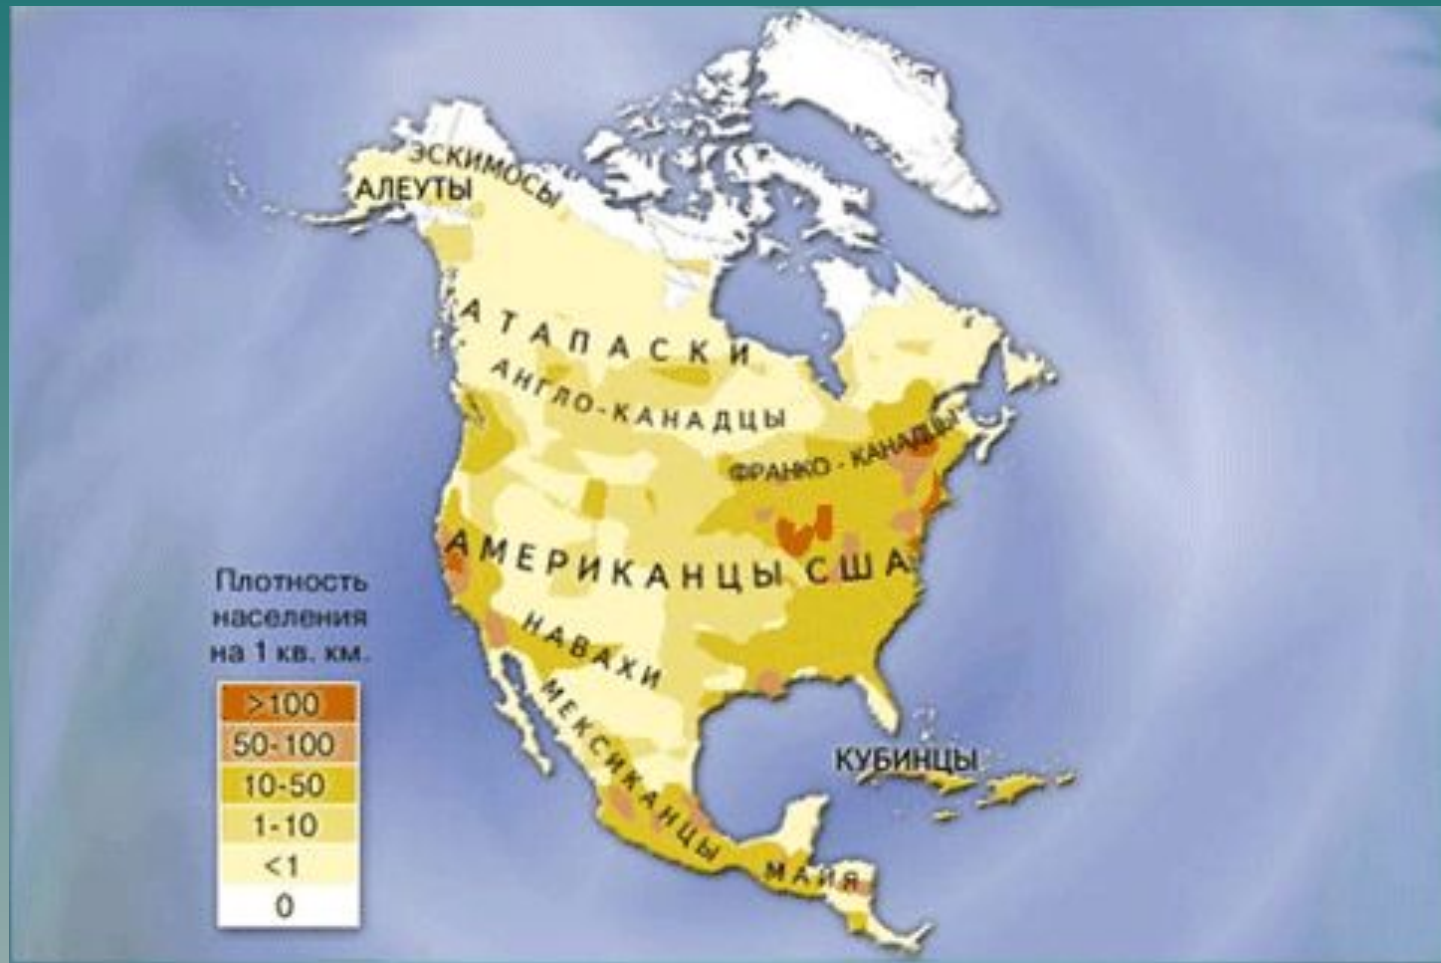 ЭСКИМОСЫ
АЛЕУТЫ
АТАПАСКИ
АНГЛО-КАНАДЦЫ
ФРАНКО - КАНАДЦЫ
АМЕРИКАНЦЫ США
НАВАХИ
МЕКСИКАНЦЫ
КУБИНЦЫ
МАЙЯ
Плотность
населения
на 1 кв. км.
>100
50-100
10-50
1-10
<1
0